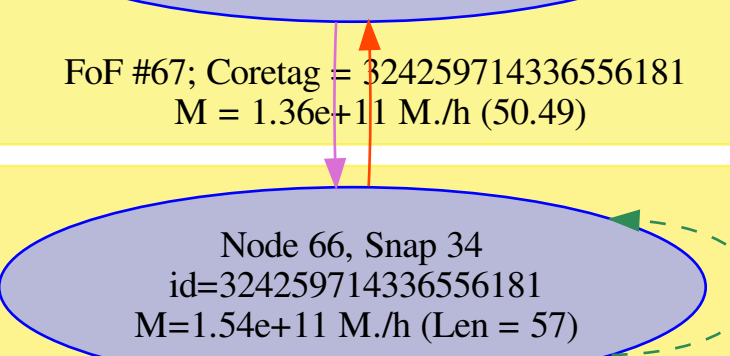 FoF #67; Coretag = 324259714336556181
M = 1.36e+11 M./h (50.49)
Node 66, Snap 34
id=324259714336556181
M=1.54e+11 M./h (Len = 57)